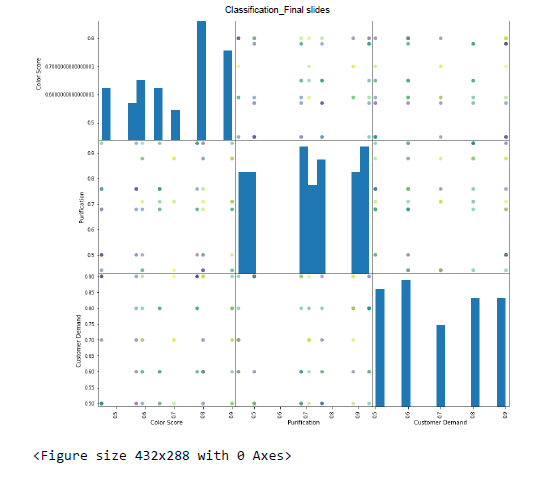 Classification_Final slides
Color Score
0.9
0.7000000000000001
0.6000000000000001
0.5
Purification
0.9
0.8
0.7
0.6
0.5
Customer Demand
0.90
0.85
0.80
0.75
0.70
0.65
0.60
0.55
0.50
0.5 0.6 0.7 0.8 0.9 0.5 0.6 0.7 0.8 0.9 0.5 0.6 0.7 0.8 0.9
Color Score Purification Customer Demand
<Figure size 432x288 with 0 Axes>